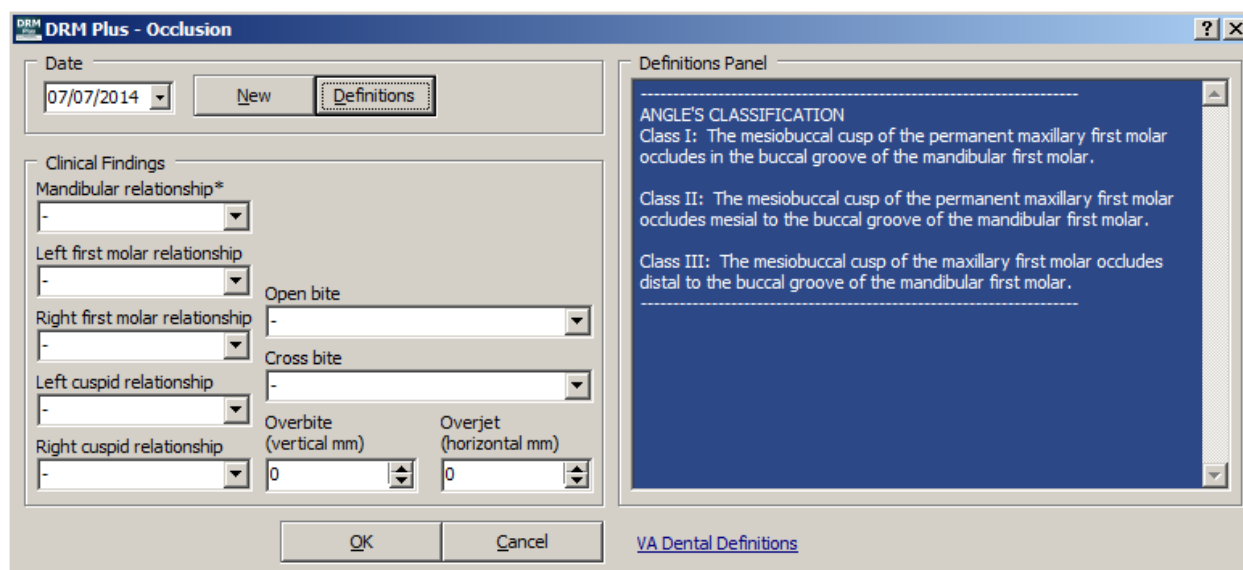 DRM Plus DRM Plus - Occlusion
Date
07/07/2014
New
Definitions
Clinical Findings
Mandibular relationship*
-
Left first molar relationship
-
Right first molar relationship
-
Left cuspid relationship
-
Right cuspid relationship
-
Open bite
-
Cross bite
-
Overbite
(vertical mm)
0
Overjet
(horizontal mm)
0
OK
Cancel
Definitions Panel
--------------------------------------------------------------------
ANGLE'S CLASSIFICATION
Class I: The mesiobuccal cusp of the permanent maxillary first molar
occludes in the buccal groove of the mandibular first molar.
Class II: The mesiobuccal cusp of the permanent maxillary first molar
occludes mesial to the buccal groove of the mandibular first molar.
Class III: The mesiobuccal cusp of the maxillary first molar occludes
distal to the buccal groove of the mandibular first molar.
--------------------------------------------------------------------
VA Dental Definitions